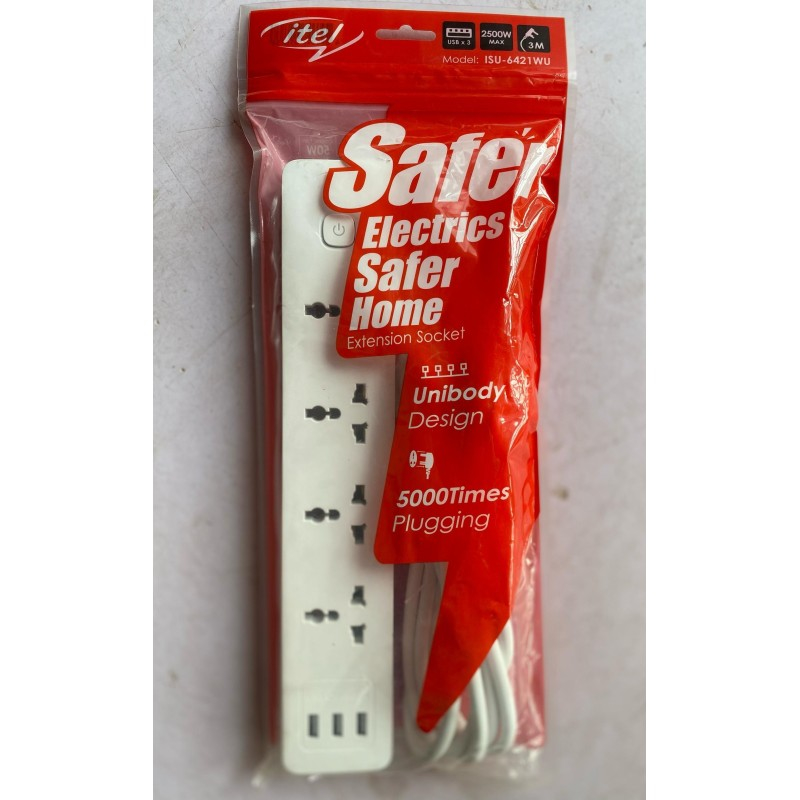 itel
USB x 3
2500W
MAX
3M
Model: ISU-6421WU
Safer
Electrics
Safer
Home
Extension Socket
Unibody
Design
5000Times
Plugging